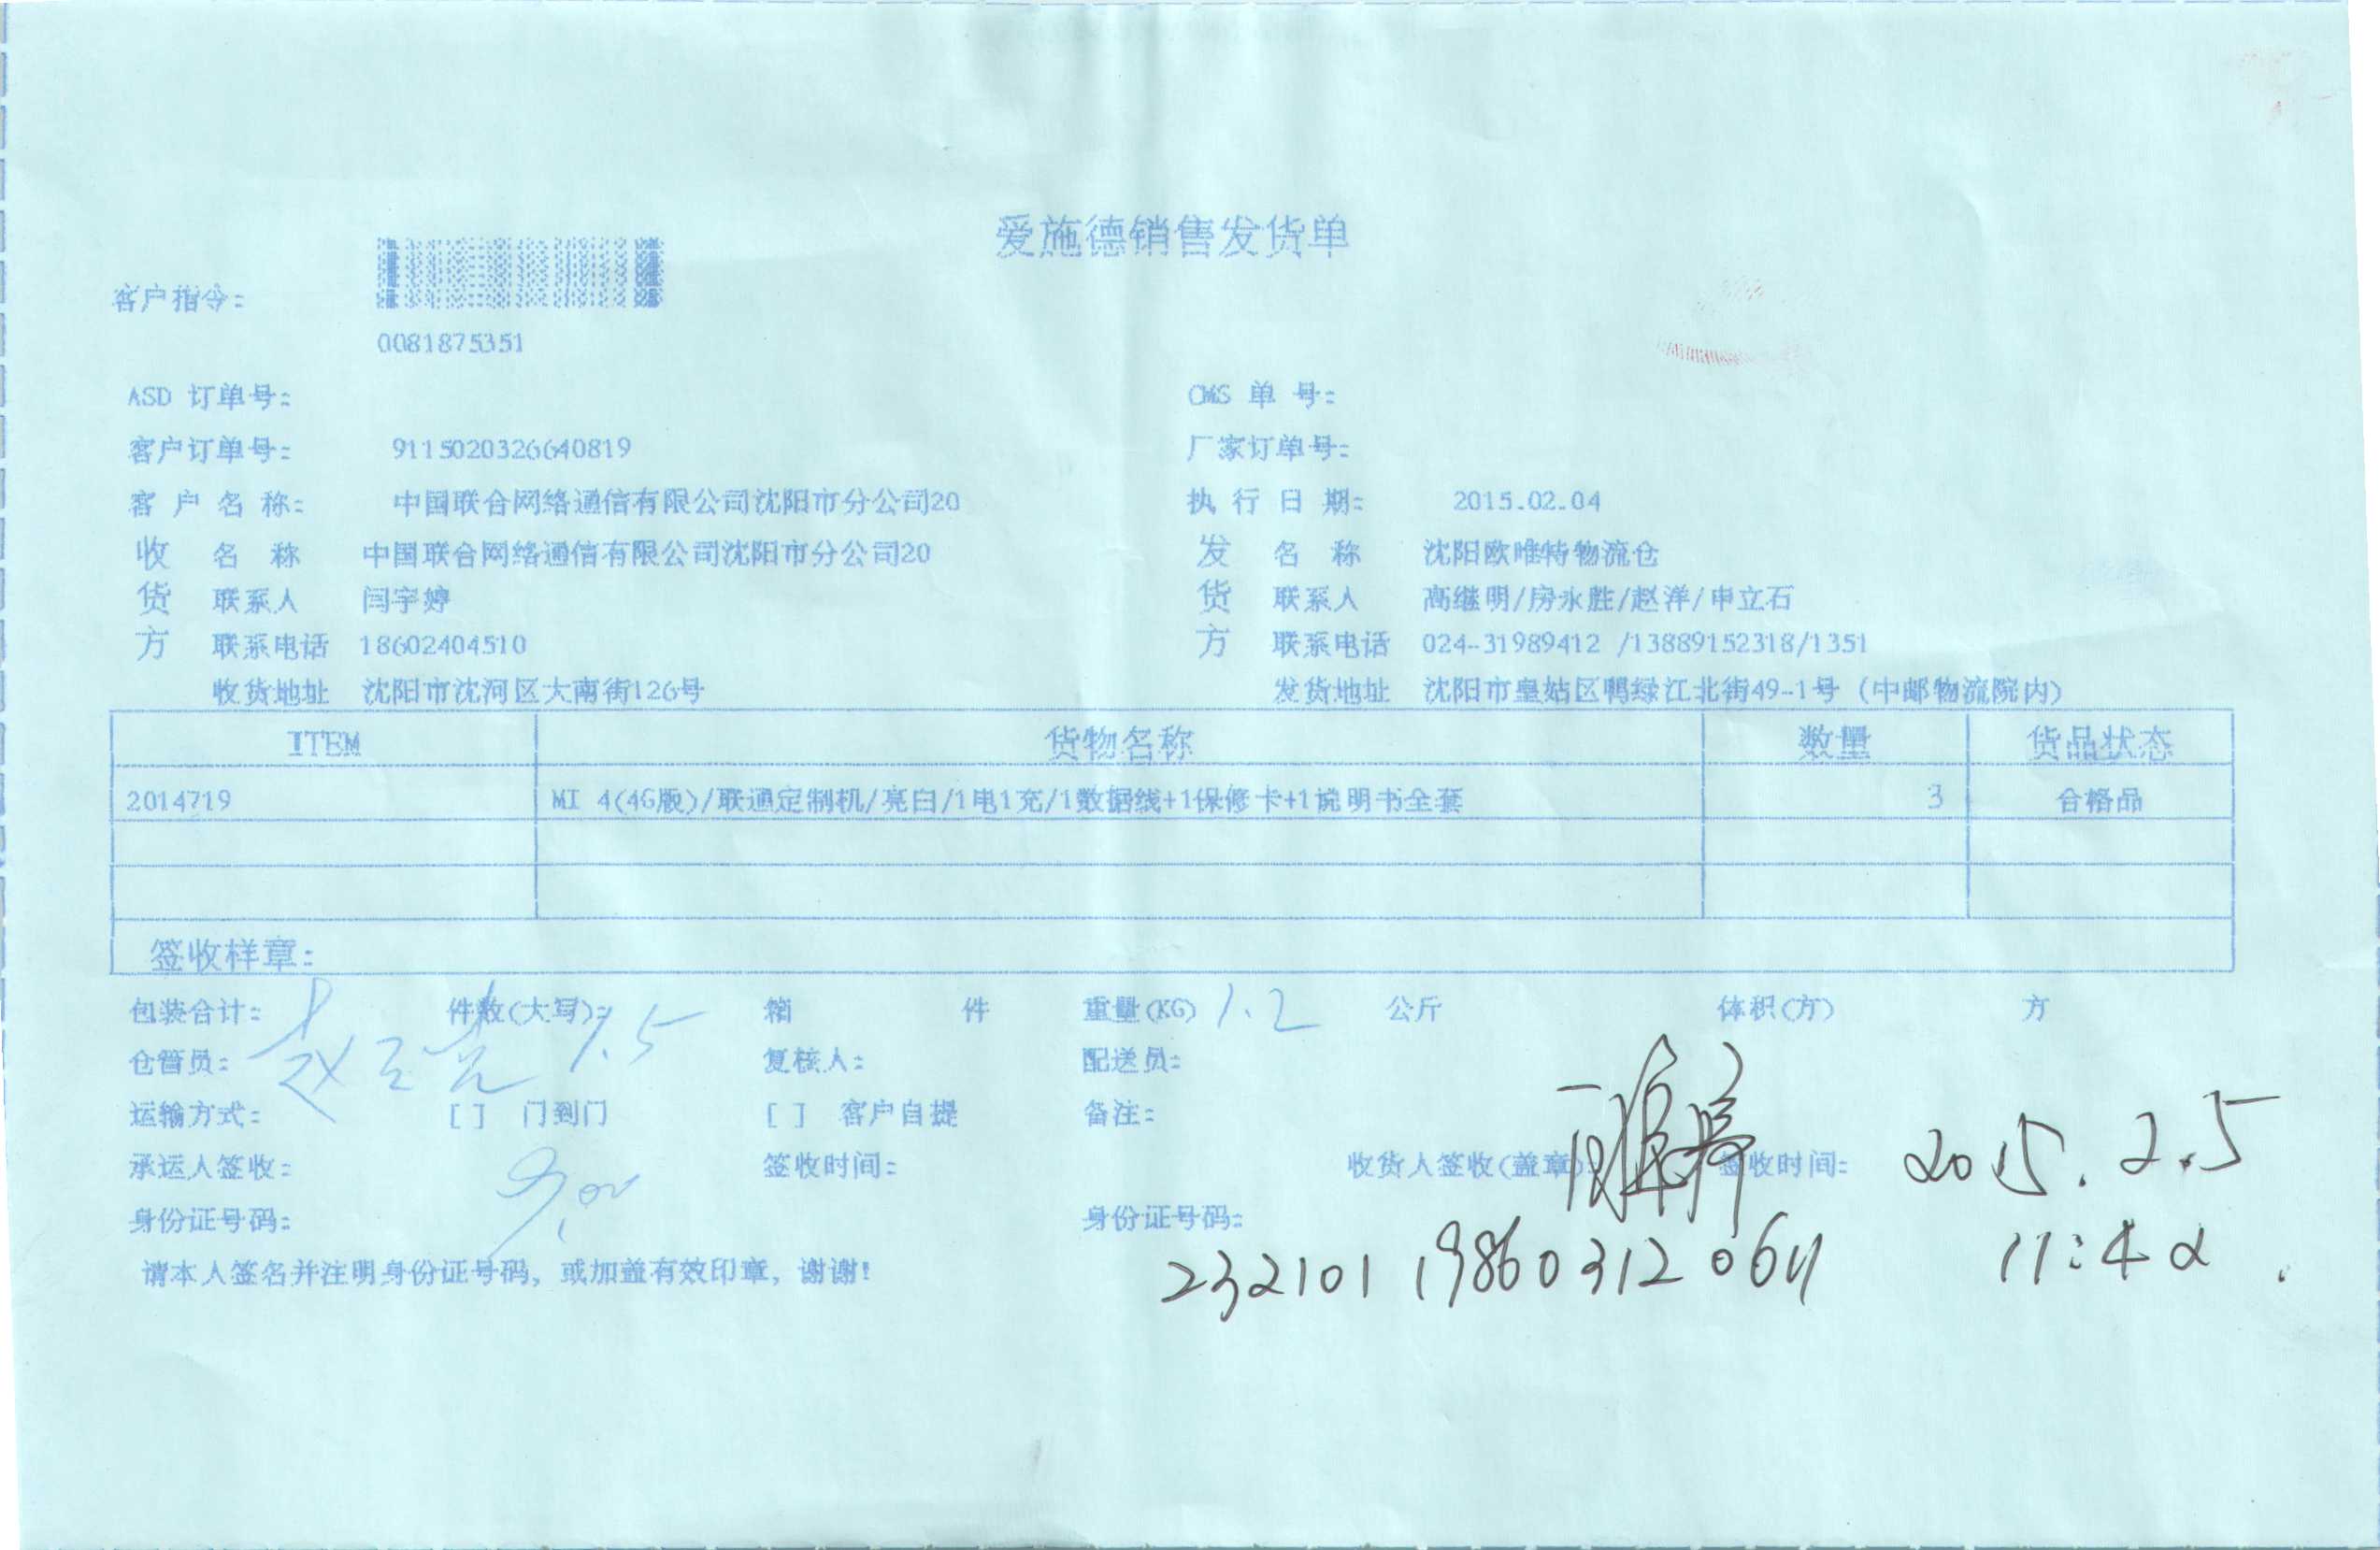 爱施德销售发货单
客户指令:
0081875351
ASD 订单号: CMS 单 号:
客户订单号: 9115020326640819 厂家订单号:
客 户 名 称: 中国联合网络通信有限公司沈阳市分公司20 执 行 日 期: 2015.02.04
收 名 称 中国联合网络通信有限公司沈阳市分公司20 发 名 称 沈阳欧唯特物流仓
货 联系人 闫宇婷 货 联系人 高继明/房永胜/赵洋/申立石
方 联系电话 18602404510 方 联系电话 024-31989412 /13889152318/1351
收货地址 沈阳市沈河区大南街126号 发货地址 沈阳市皇姑区鸭绿江北街49-1号 (中邮物流院内)
ITEM 货物名称 数量 货品状态
2014719 MI 4(4G版)/联通定制机/亮白/1电1充/1数据线+1保修卡+1说明书全套 3 合格品
签收样章:
包装合计: 件数(大写): 箱 件 重量(KG) 1.2 公斤 体积(方) 方
仓管员: 1.5 复核人: 配送员:
运输方式: [ ] 门到门 [ ] 客户自提 备注:
承运人签收: 签收时间: 收货人签收(盖章): 签收时间: 2015.2.5
身份证号码: 身份证号码:
请本人签名并注明身份证号码, 或加盖有效印章, 谢谢!